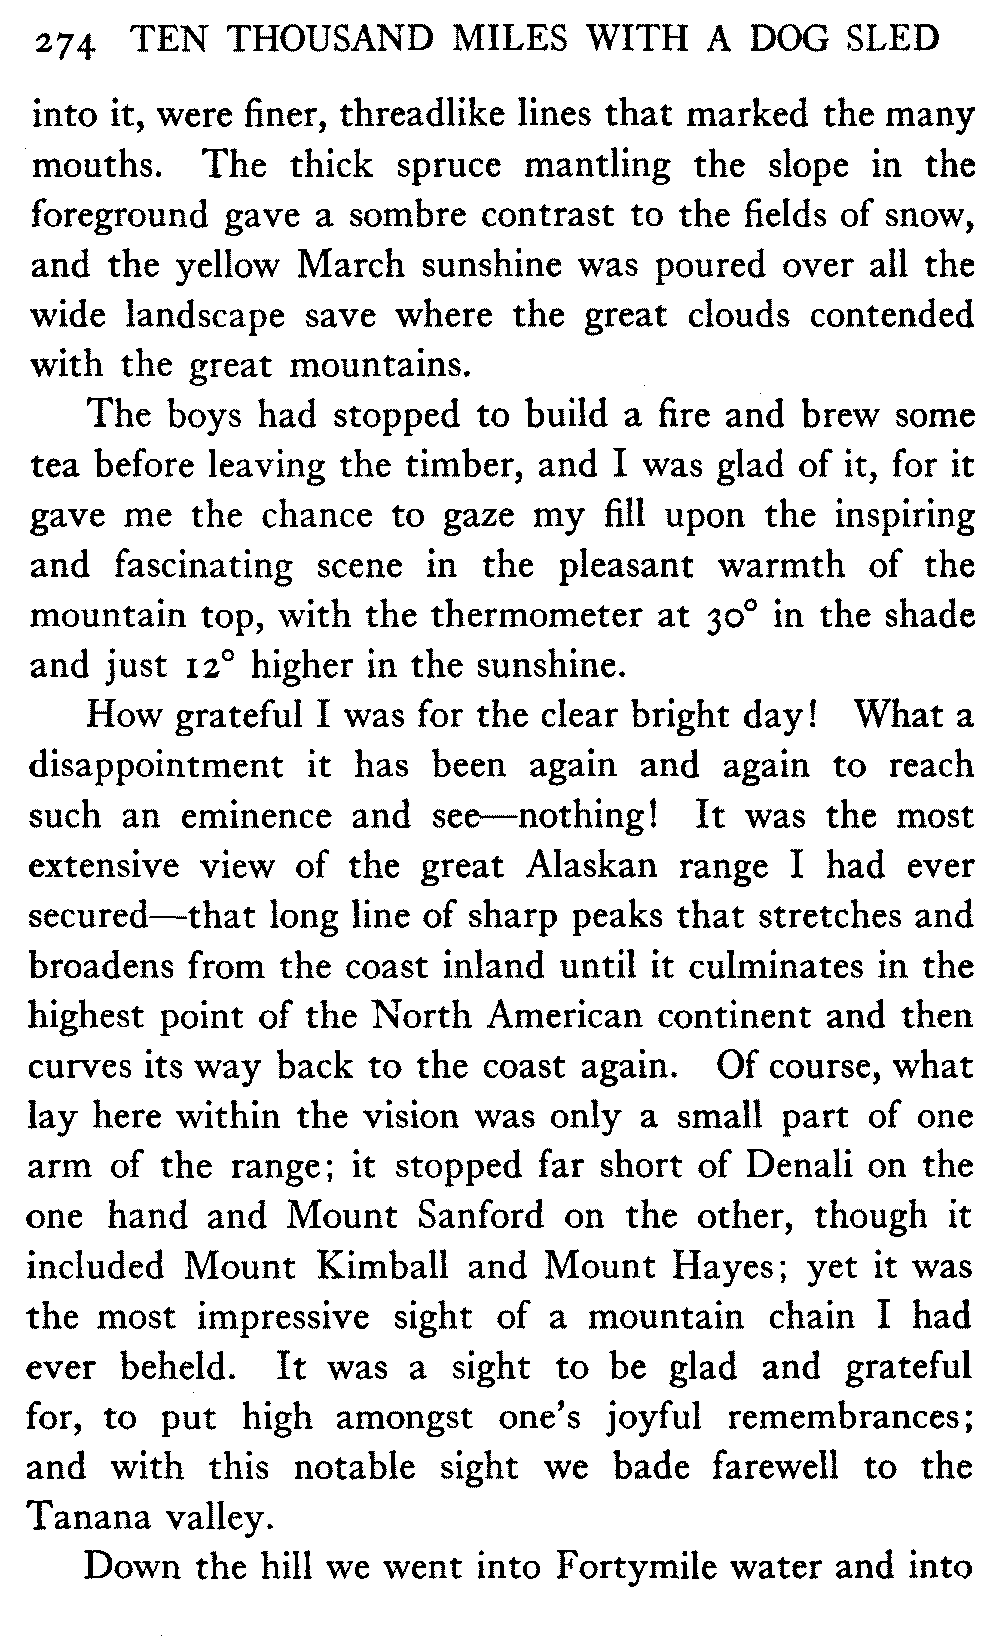 274 TEN THOUSAND MILES WITH A DOG SLED
into it, were finer, threadlike lines that marked the many
mouths. The thick spruce mantling the slope in the
foreground gave a sombre contrast to the fields of snow,
and the yellow March sunshine was poured over all the
wide landscape save where the great clouds contended
with the great mountains.
The boys had stopped to build a fire and brew some
tea before leaving the timber, and I was glad of it, for it
gave me the chance to gaze my fill upon the inspiring
and fascinating scene in the pleasant warmth of the
mountain top, with the thermometer at 30° in the shade
and just 12° higher in the sunshine.
How grateful I was for the clear bright day! What a
disappointment it has been again and again to reach
such an eminence and see—nothing! It was the most
extensive view of the great Alaskan range I had ever
secured—that long line of sharp peaks that stretches and
broadens from the coast inland until it culminates in the
highest point of the North American continent and then
curves its way back to the coast again. Of course, what
lay here within the vision was only a small part of one
arm of the range; it stopped far short of Denali on the
one hand and Mount Sanford on the other, though it
included Mount Kimball and Mount Hayes; yet it was
the most impressive sight of a mountain chain I had
ever beheld. It was a sight to be glad and grateful
for, to put high amongst one's joyful remembrances;
and with this notable sight we bade farewell to the
Tanana valley.
Down the hill we went into Fortymile water and into